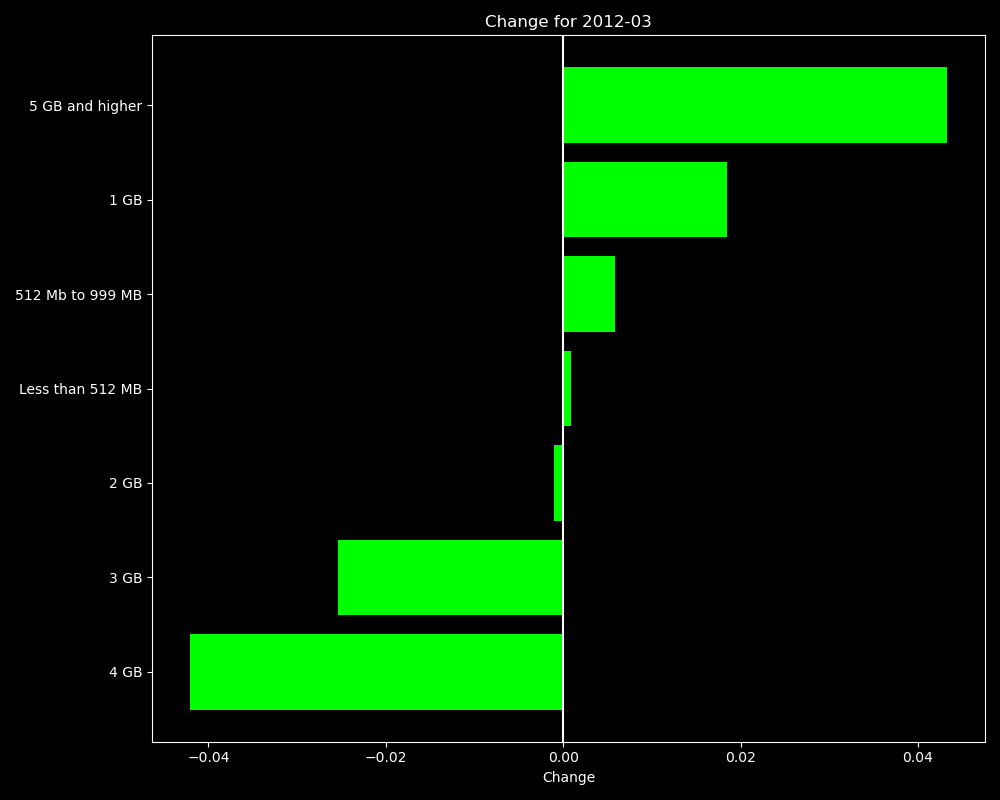 Change for 2012-03
5 GB and higher
1 GB
512 Mb to 999 MB
Less than 512 MB
2 GB
3 GB
4 GB
−0.04 −0.02 0.00 0.02 0.04
Change